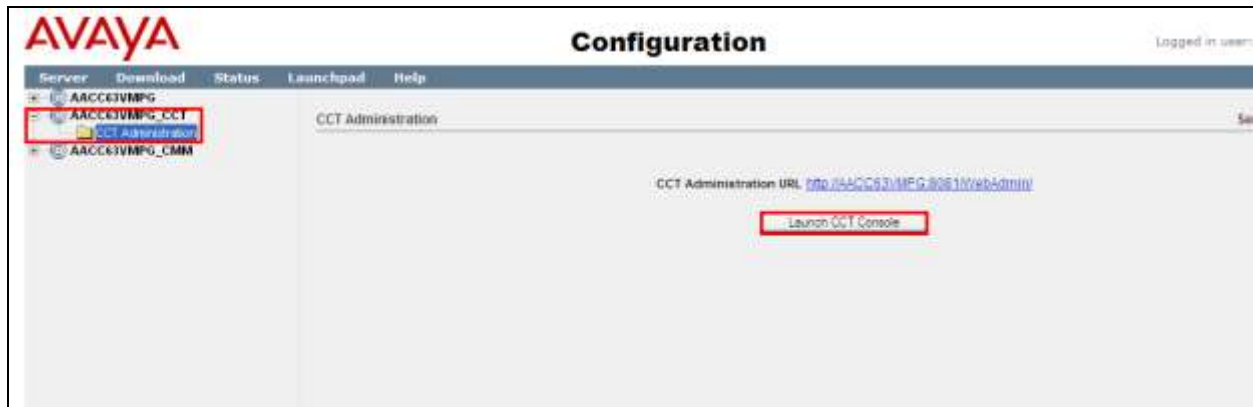 AVAYA
Configuration
Logged in user:
Server Download Status Launchpad Help
AACC63VMPG
AACC63VMPG_CCT
CCT Administration
AACC63VMPG_CMM
CCT Administration
Se
CCT Administration URL http://AACC63VMPG:8081/WebAdmin/
Launch CCT Console